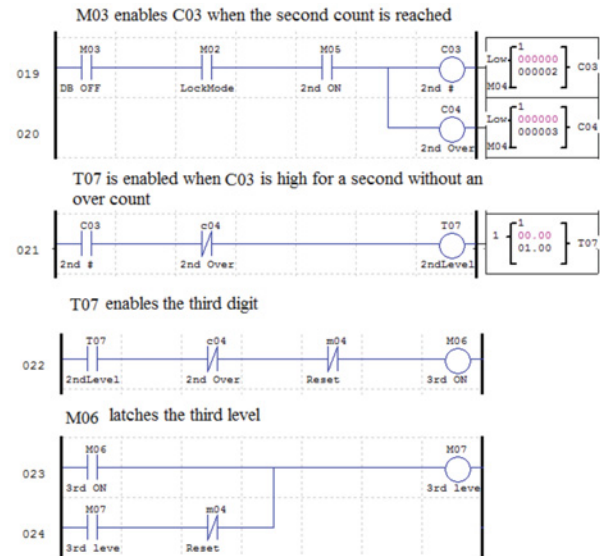 M03 enables C03 when the second count is reached
M03 M02 M05 C03
019 DB OFF LockMode 2nd ON 2nd #
Low 1 000000 000002 M04 C03
C04
020 2nd Over
Low 1 000000 000003 M04 C04
T07 is enabled when C03 is high for a second without an
over count
C03 c04 T07
021 2nd # 2nd Over 2ndLevel
1 1 00.00 01.00 T07
T07 enables the third digit
T07 c04 m04 M06
022 2ndLevel 2nd Over Reset 3rd ON
M06 latches the third level
M06 M07
023 3rd ON 3rd leve
M07 m04
024 3rd leve Reset